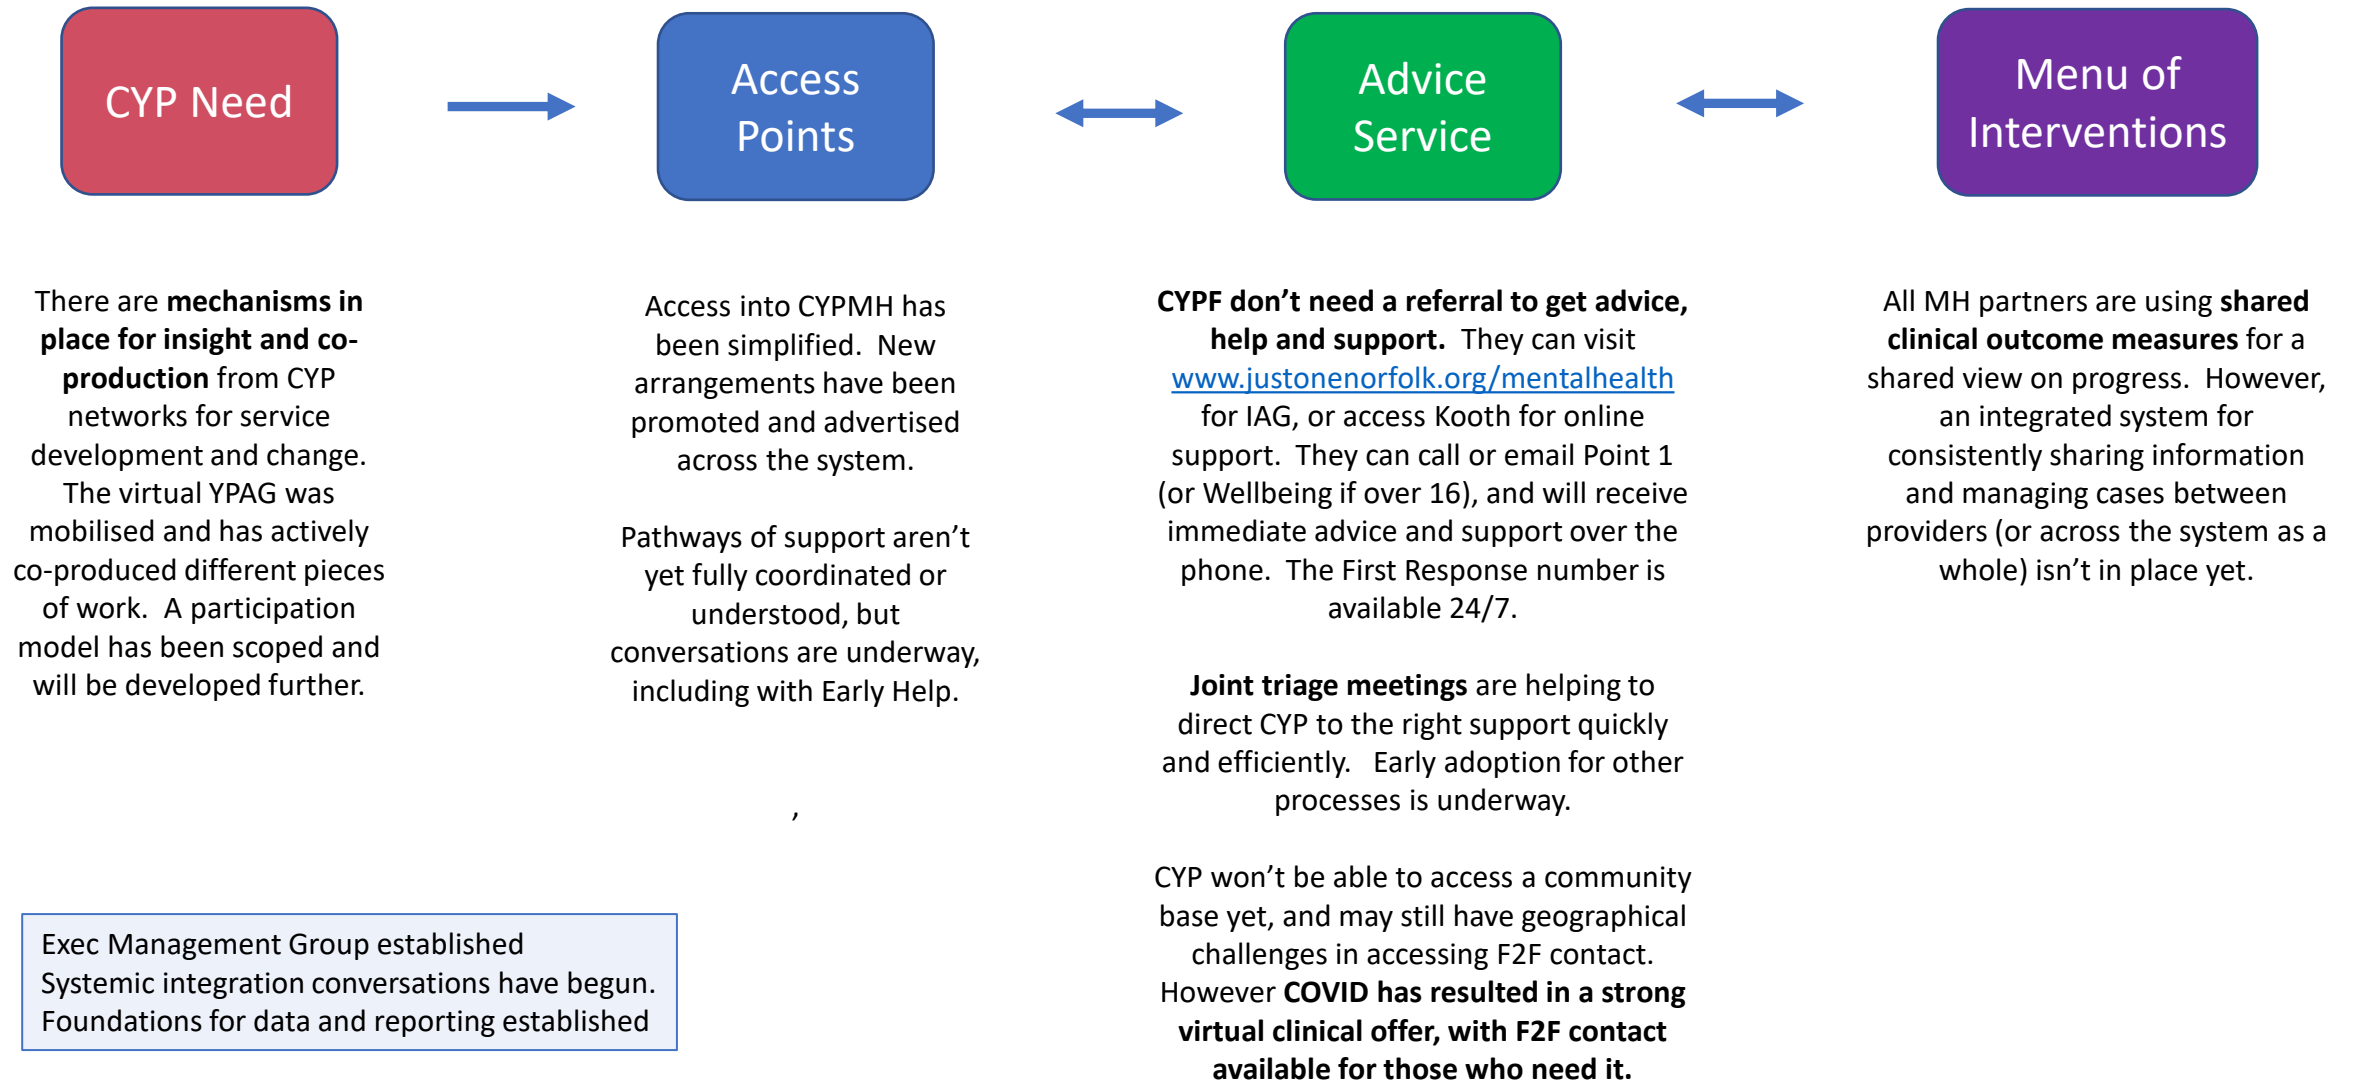 CYP Need
Access
Points
Advice
Service
Menu of
Interventions
There are mechanisms in
place for insight and co-
production from CYP
networks for service
development and change.
The virtual YPAG was
mobilised and has actively
co-produced different pieces
of work.  A participation
model has been scoped and
will be developed further.
Access into CYPMH has
been simplified.  New
arrangements have been
promoted and advertised
across the system.
Pathways of support aren’t
yet fully coordinated or
understood, but
conversations are underway,
including with Early Help.
,
CYPF don’t need a referral to get advice,
help and support.  They can visit
www.justonenorfolk.org/mentalhealth
for IAG, or access Kooth for online
support.  They can call or email Point 1
(or Wellbeing if over 16), and will receive
immediate advice and support over the
phone.  The First Response number is
available 24/7.
Joint triage meetings are helping to
direct CYP to the right support quickly
and efficiently.   Early adoption for other
processes is underway.
CYP won’t be able to access a community
base yet, and may still have geographical
challenges in accessing F2F contact.
However COVID has resulted in a strong
virtual clinical offer, with F2F contact
available for those who need it.
All MH partners are using shared
clinical outcome measures for a
shared view on progress.  However,
an integrated system for
consistently sharing information
and managing cases between
providers (or across the system as a
whole) isn’t in place yet.
Exec Management Group established
Systemic integration conversations have begun.
Foundations for data and reporting established